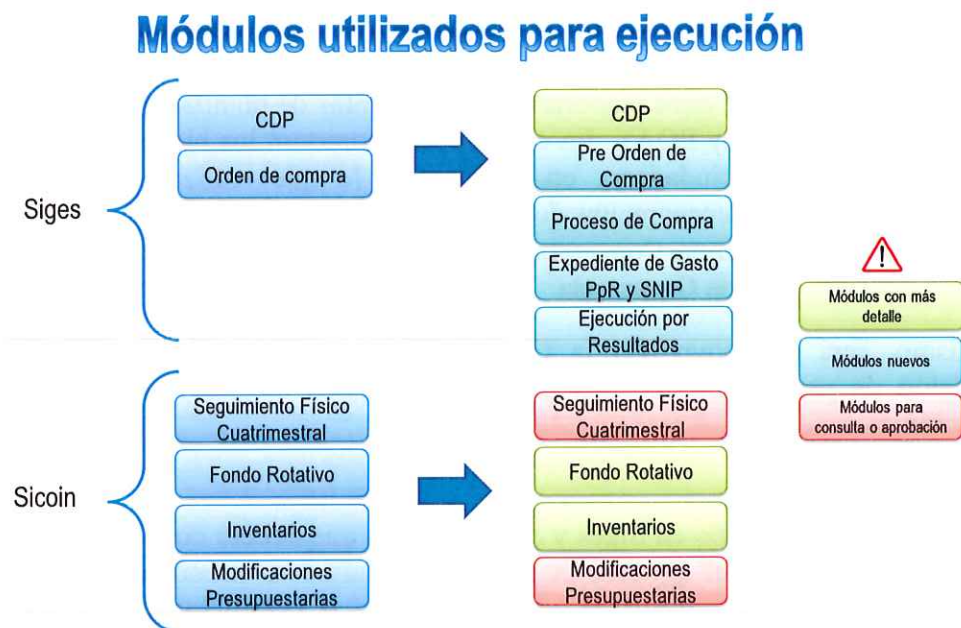 Módulos utilizados para ejecución
Siges
CDP
Orden de compra
CDP
Pre Orden de
Compra
Proceso de Compra
Expediente de Gasto
PpR y SNIP
Ejecución por
Resultados
Módulos con más
detalle
Módulos nuevos
Módulos para
consulta o aprobación
Sicoin
Seguimiento Físico
Cuatrimestral
Fondo Rotativo
Inventarios
Modificaciones
Presupuestarias
Seguimiento Físico
Cuatrimestral
Fondo Rotativo
Inventarios
Modificaciones
Presupuestarias